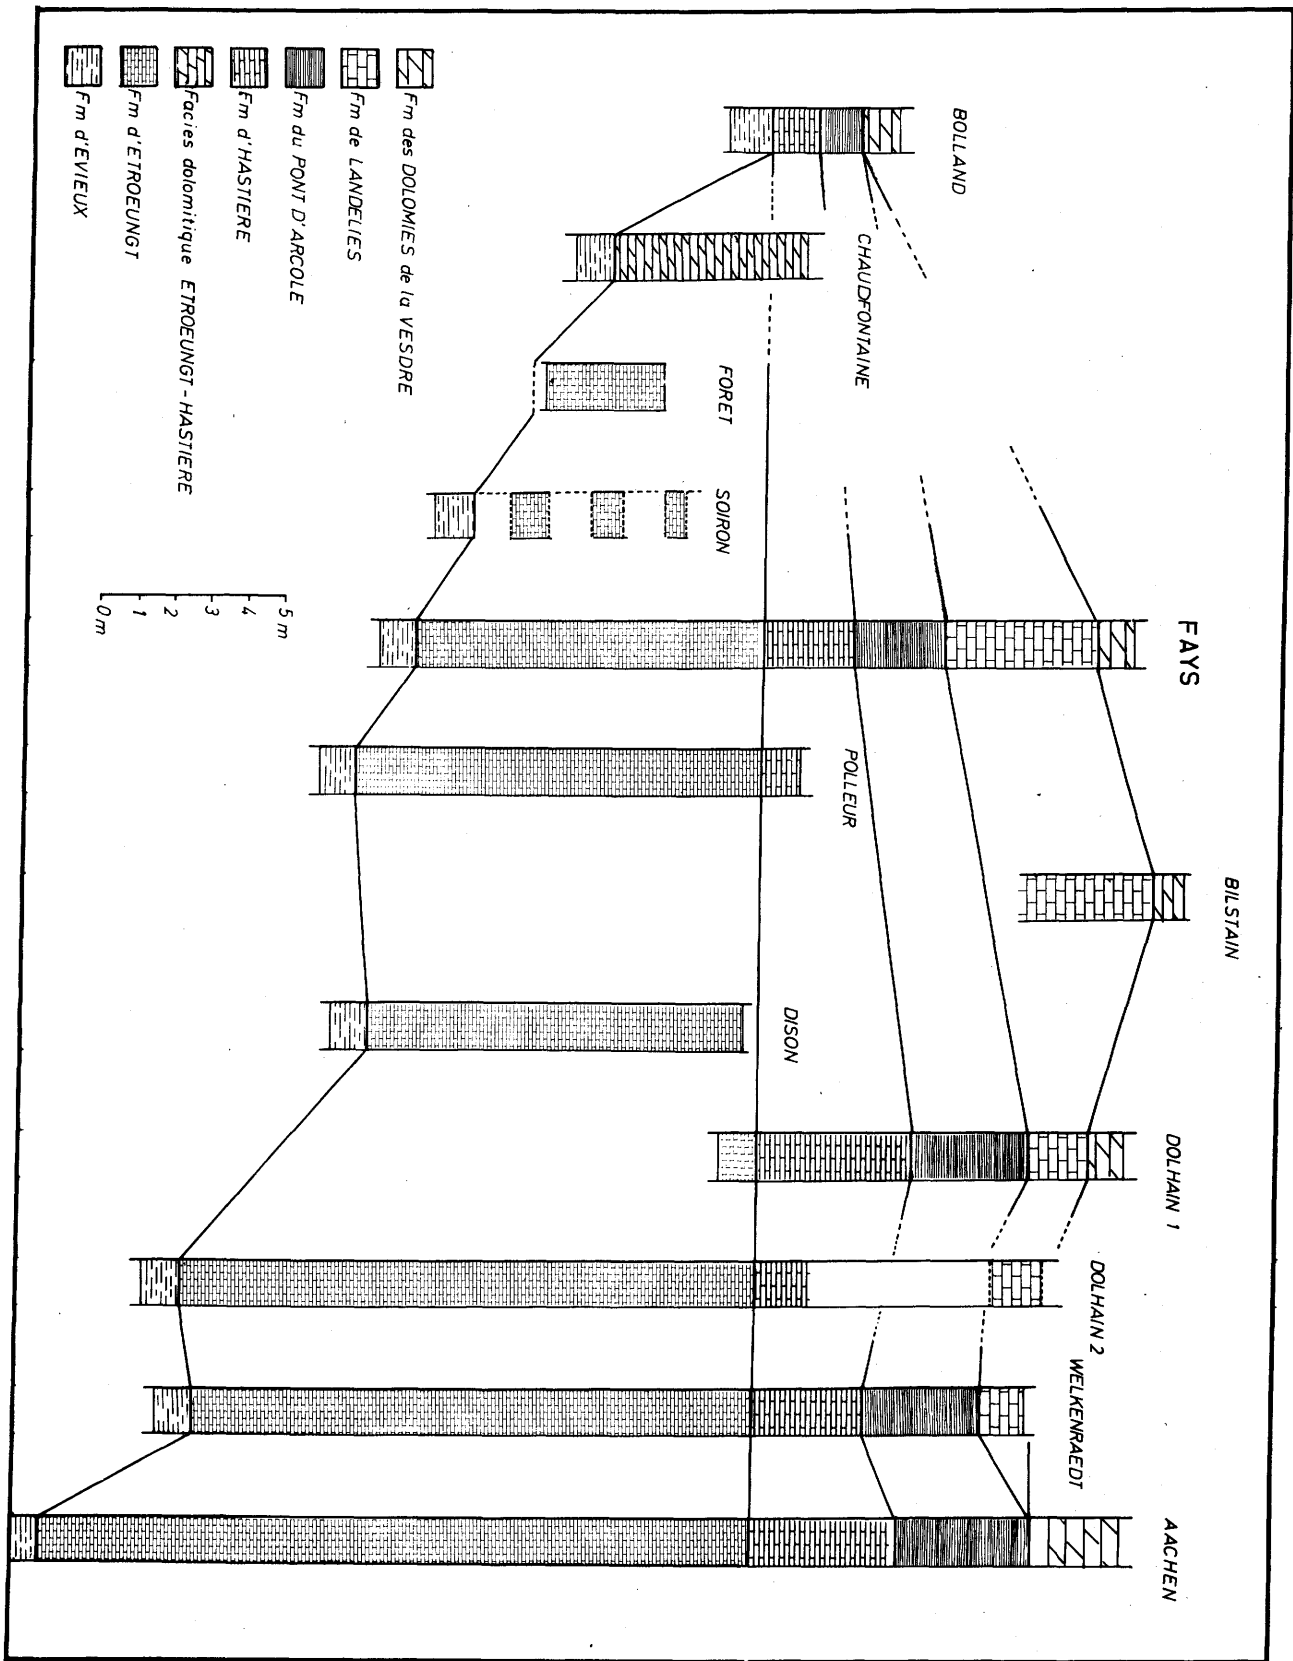 BOLLAND
CHAUDFONTAINE
FORET
SOIRON
FAYS
POLLEUR
BILSTAIN
DISON
DOLHAIN 1
DOLHAIN 2
WELKENRAEDT
AACHEN
Fm des DOLOMIES de la VESDRE
Fm de LANDELIES
Fm du PONT D'ARCOLE
Fm d'HASTIERE
Facies dolomitique ETROEUNGT - HASTIERE
Fm d'ETROEUNGT
Fm d'EVIEUX
5 m
4
3
2
1
0 m